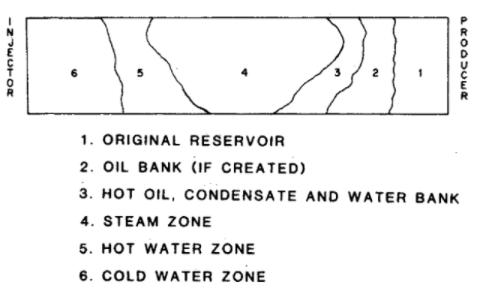 INJECTOR
PRODUCER
6 5 4 3 2 1
1. ORIGINAL RESERVOIR
2. OIL BANK (IF CREATED)
3. HOT OIL, CONDENSATE AND WATER BANK
4. STEAM ZONE
5. HOT WATER ZONE
6. COLD WATER ZONE